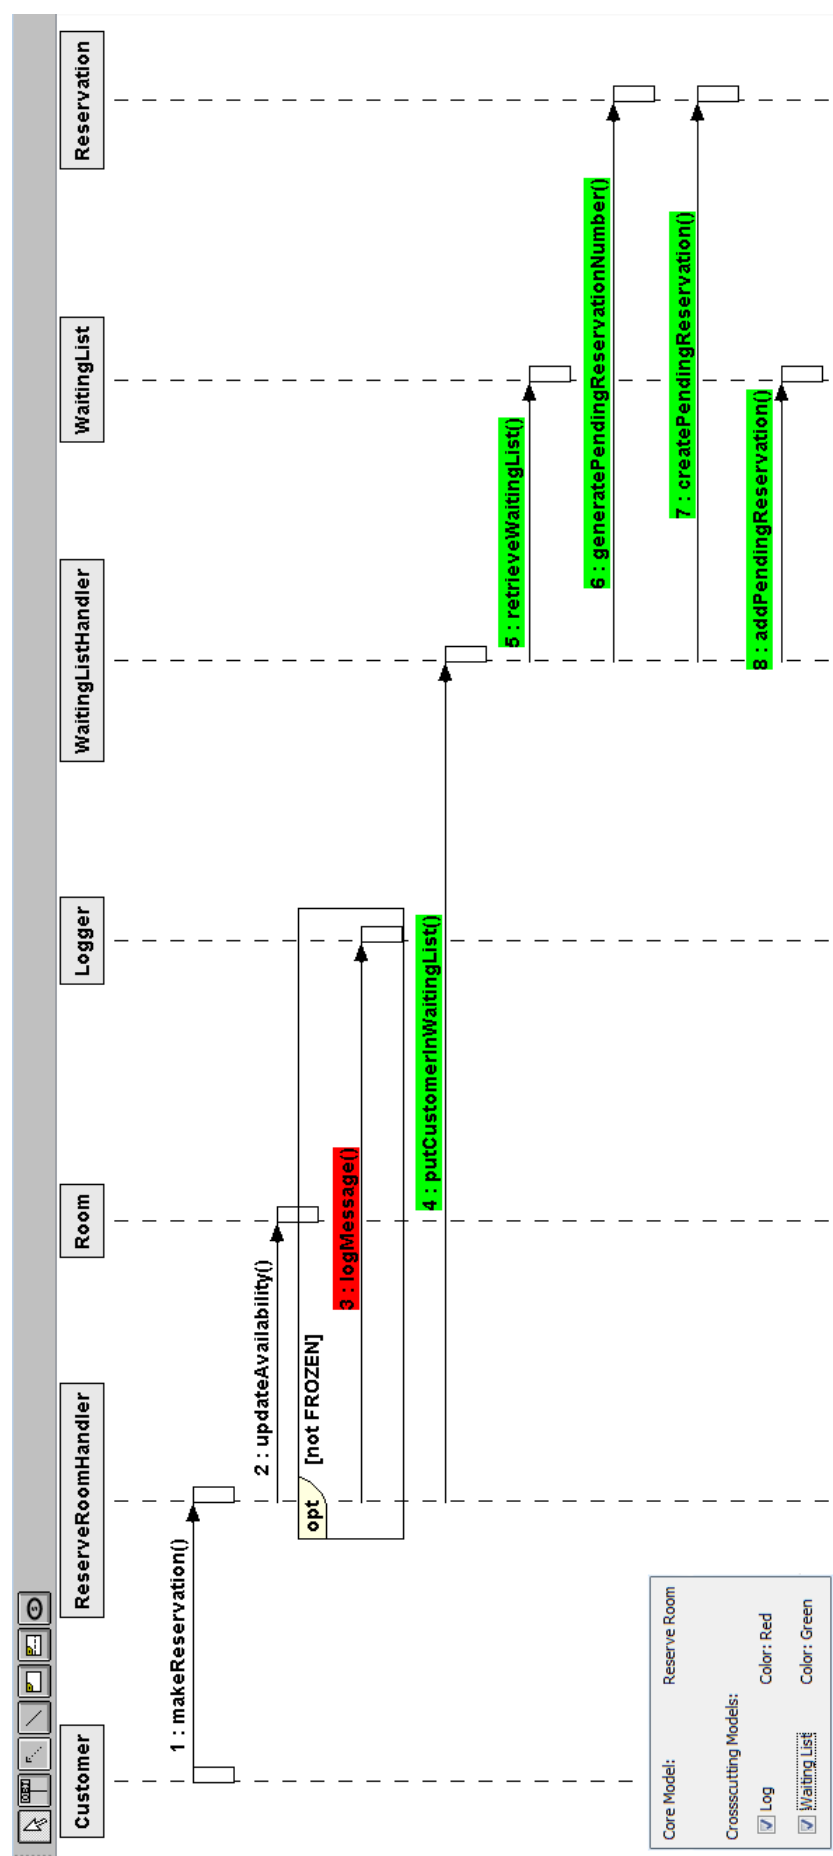 Customer
ReserveRoomHandler
Room
Logger
WaitingListHandler
WaitingList
Reservation
1 : makeReservation()
2 : updateAvailability()
opt
[not FROZEN]
3 : logMessage()
4 : putCustomerInWaitingList()
5 : retrieveWaitingList()
6 : generatePendingReservationNumber()
7 : createPendingReservation()
8 : addPendingReservation()
Core Model: Reserve Room
Crossscutting Models:
Log Color: Red
Waiting List Color: Green